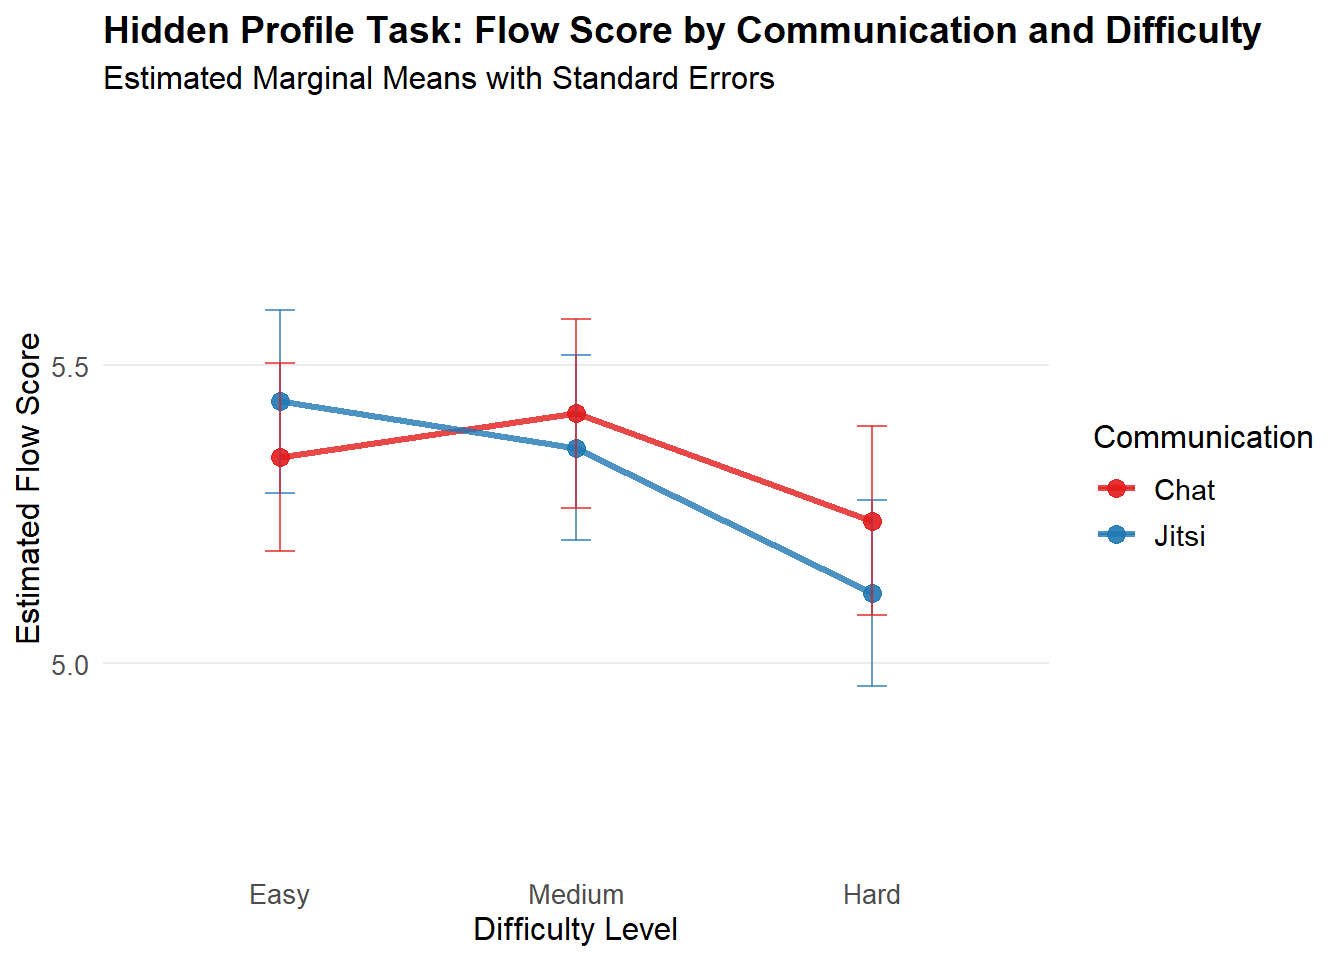 Hidden Profile Task: Flow Score by Communication and Difficulty
Estimated Marginal Means with Standard Errors
Estimated Flow Score
5.5
5.0
Easy
Medium
Hard
Difficulty Level
Communication
Chat
Jitsi